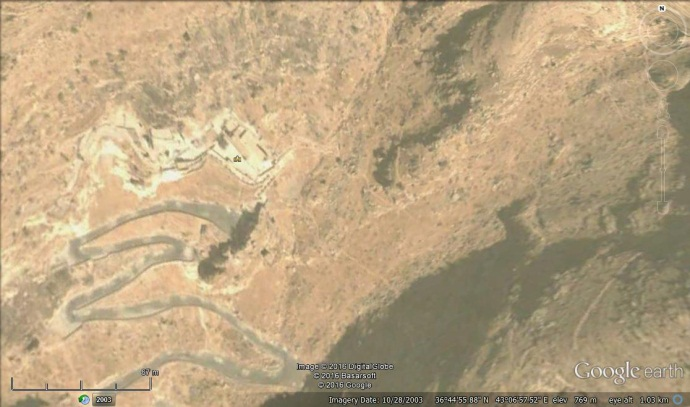 N
87 m
Image © 2016 DigitalGlobe
© 2016 Basarsoft
© 2016 Google
Google earth
2003
Imagery Date: 10/28/2003 36°44'55.88" N 43°06'57.52" E elev 769 m eye alt 1.03 km